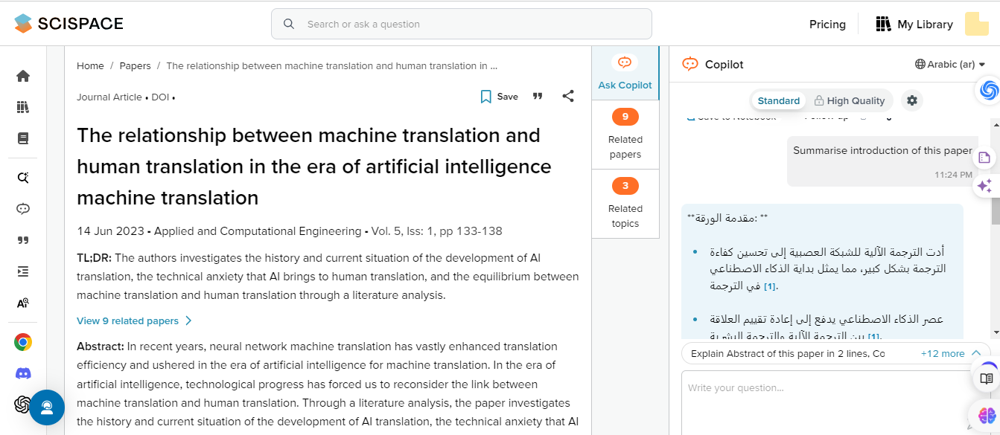 SCISPACE
Search or ask a question
Pricing
My Library
Home / Papers / The relationship between machine translation and human translation in ...
Journal Article • DOI •
Save
The relationship between machine translation and
human translation in the era of artificial intelligence
machine translation
14 Jun 2023 • Applied and Computational Engineering • Vol. 5, Iss: 1, pp 133-138
TL;DR: The authors investigates the history and current situation of the development of AI
translation, the technical anxiety that AI brings to human translation, and the equilibrium between
machine translation and human translation through a literature analysis.
View 9 related papers
Abstract: In recent years, neural network machine translation has vastly enhanced translation
efficiency and ushered in the era of artificial intelligence for machine translation. In the era of
artificial intelligence, technological progress has forced us to reconsider the link between
machine translation and human translation. Through a literature analysis, the paper investigates
the history and current situation of the development of AI translation, the technical anxiety that AI
Ask Copilot
9
Related
papers
3
Related
topics
Copilot
Arabic (ar)
Standard
High Quality
Save to Notebook
Follow-up
Summarise introduction of this paper
11:24 PM
**مقدمة الورقة: **
أدت الترجمة الآلية للشبكة العصبية إلى تحسين كفاءة
الترجمة بشكل كبير، مما يمثل بداية الذكاء الاصطناعي
في الترجمة [1].
عصر الذكاء الاصطناعي يدفع إلى إعادة تقييم العلاقة
بين الترجمة الآلية والترجمة البشرية [1].
Explain Abstract of this paper in 2 lines, Co
+12 more
Write your question...